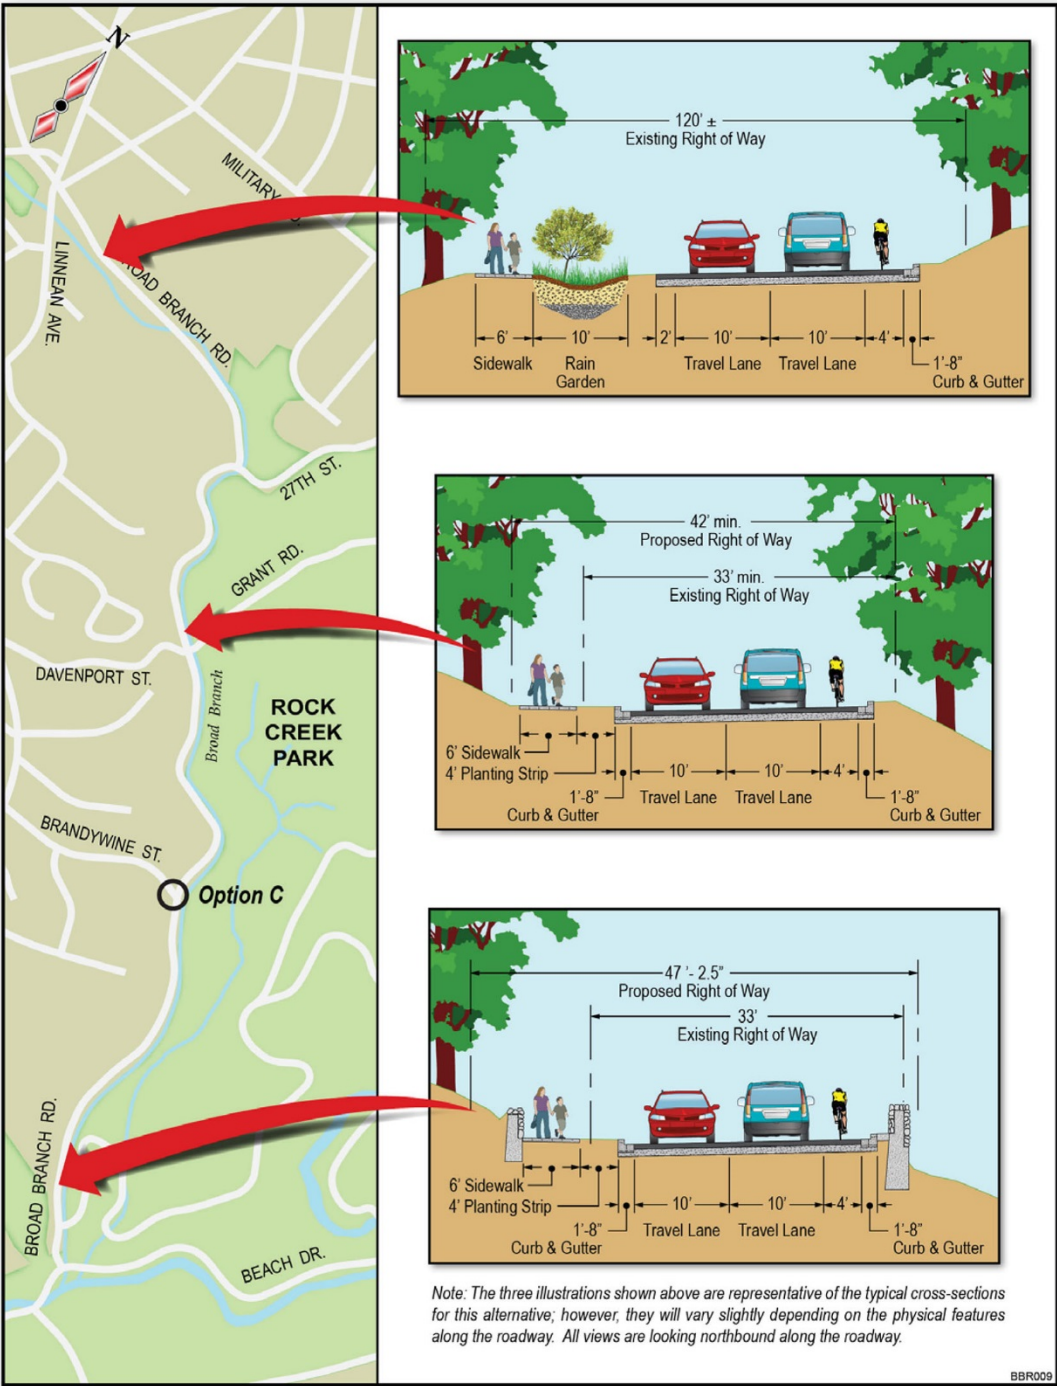 N
MILITARY
LINNEAN AVE.
BROAD BRANCH RD.
27TH ST.
GRANT RD.
DAVENPORT ST.
Broad Branch
ROCK
CREEK
PARK
BRANDYWINE ST.
Option C
BROAD BRANCH RD.
BEACH DR.
120' ±
Existing Right of Way
6' 10' 2' 10' 10' 4'
Sidewalk Rain Travel Lane Travel Lane 1'-8"
Garden Curb & Gutter
42' min.
Proposed Right of Way
33' min.
Existing Right of Way
6' Sidewalk
4' Planting Strip 10' 10' 4'
1'-8" Travel Lane Travel Lane 1'-8"
Curb & Gutter Curb & Gutter
47 '- 2.5"
Proposed Right of Way
33'
Existing Right of Way
6' Sidewalk
4' Planting Strip 10' 10' 4'
1'-8" Travel Lane Travel Lane 1'-8"
Curb & Gutter Curb & Gutter
Note: The three illustrations shown above are representative of the typical cross-sections
for this alternative; however, they will vary slightly depending on the physical features
along the roadway. All views are looking northbound along the roadway.
BBR009